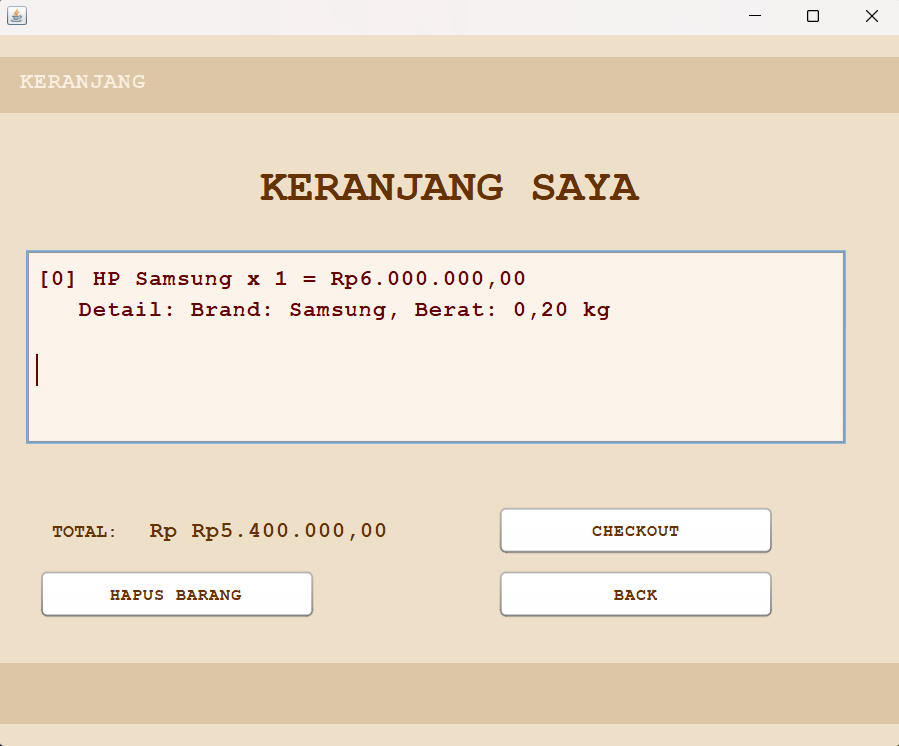 KERANJANG
KERANJANG SAYA
[0] HP Samsung x 1 = Rp6.000.000,00
Detail: Brand: Samsung, Berat: 0,20 kg
TOTAL: Rp Rp5.400.000,00
CHECKOUT
HAPUS BARANG
BACK